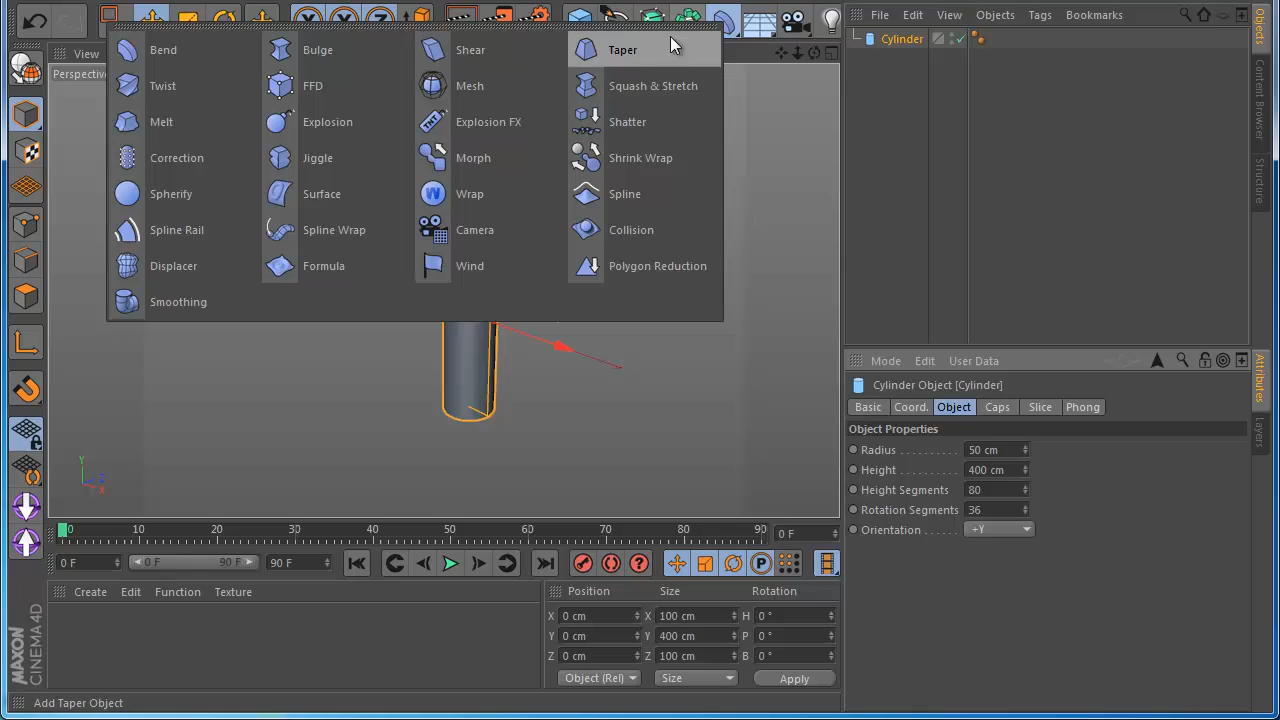 File Edit View Objects Tags Bookmarks
Cylinder
View
Perspective
Bend Bulge Shear Taper
Twist FFD Mesh Squash & Stretch
Melt Explosion Explosion FX Shatter
Correction Jiggle Morph Shrink Wrap
Spherify Surface Wrap Spline
Spline Rail Spline Wrap Camera Collision
Displacer Formula Wind Polygon Reduction
Smoothing
Objects
Content Browser
Structure
Mode Edit User Data
Cylinder Object [Cylinder]
Basic Coord. Object Caps Slice Phong
Object Properties
Radius 50 cm
Height 400 cm
Height Segments 80
Rotation Segments 36
Orientation +Y
Attributes
Layers
Y
Z
X
0 10 20 30 40 50 60 70 80 90 0 F
0 F 0 F 90 F 90 F
Create Edit Function Texture
Position Size Rotation
X 0 cm X 100 cm H 0 °
Y 0 cm Y 400 cm P 0 °
Z 0 cm Z 100 cm B 0 °
Object (Rel) Size Apply
MAXON
CINEMA 4D
Add Taper Object